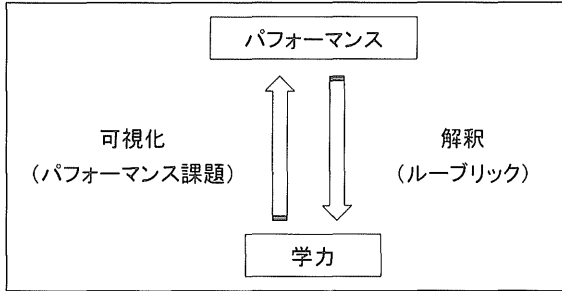 パフォーマンス
可視化
(パフォーマンス課題)
解釈
(ルーブリック)
学力